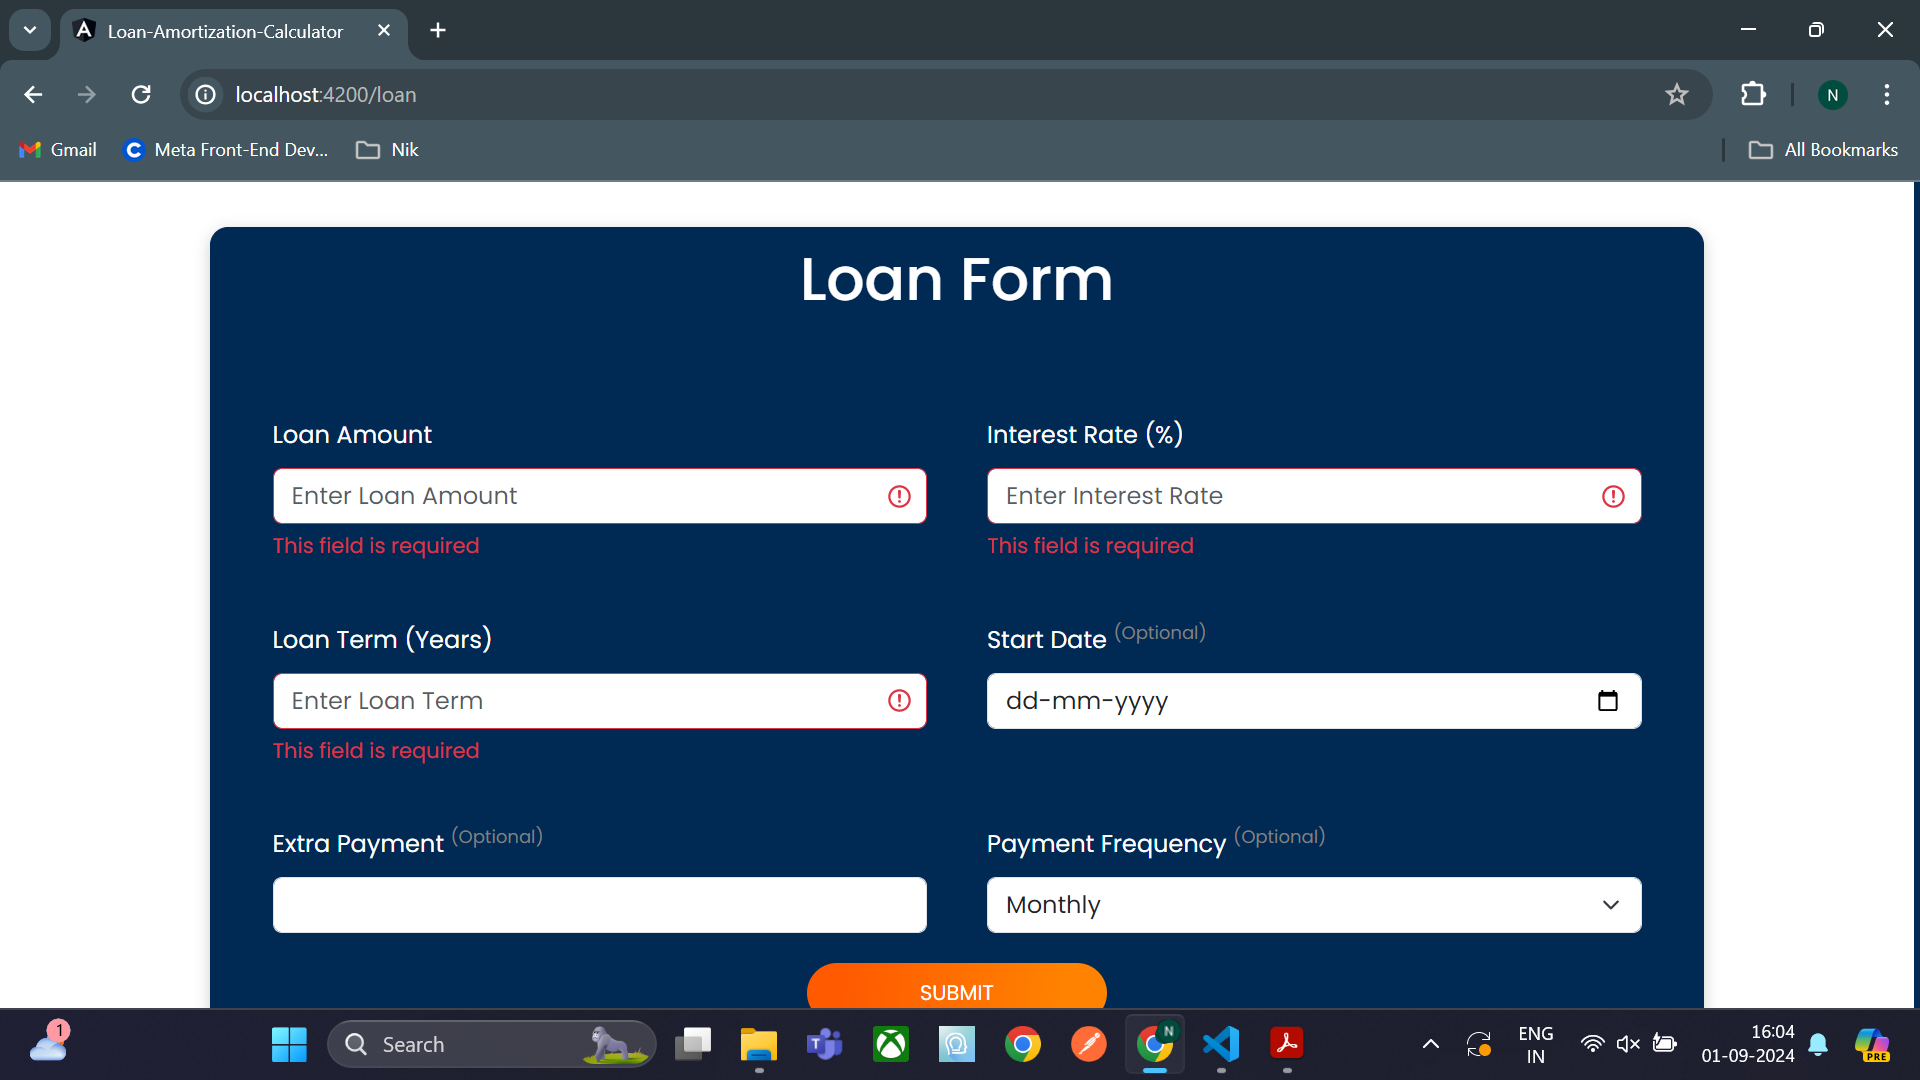 Loan-Amortization-Calculator
localhost:4200/loan
N
Gmail
Meta Front-End Dev...
Nik
All Bookmarks
Loan Form
Loan Amount
Interest Rate (%)
Enter Loan Amount
Enter Interest Rate
This field is required
This field is required
Loan Term (Years)
Start Date (Optional)
Enter Loan Term
dd-mm-yyyy
This field is required
Extra Payment (Optional)
Payment Frequency (Optional)
Monthly
SUBMIT
1
Search
N
ENG
IN
16:04
01-09-2024
PRE